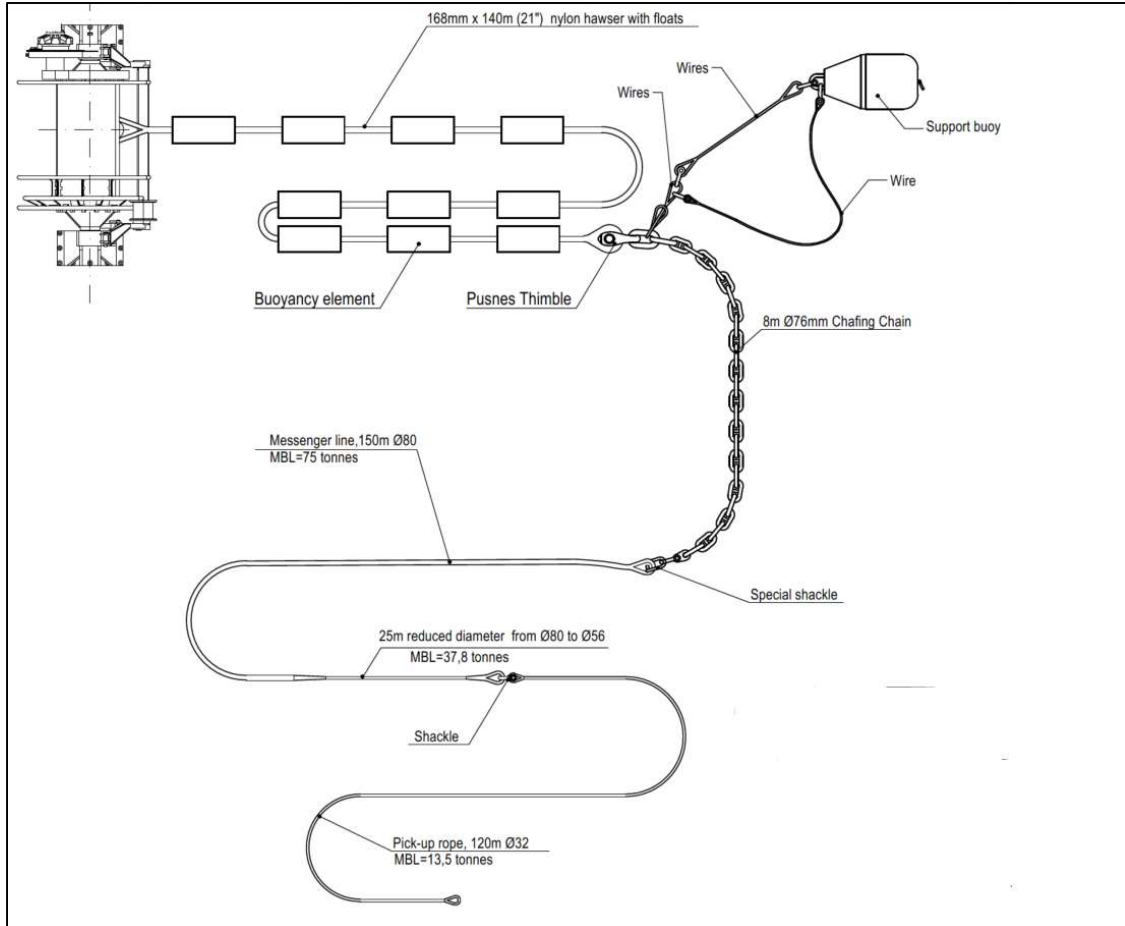 168mm x 140m (21") nylon hawser with floats
Wires
Wires
Support buoy
Wire
Buoyancy element
Pusnes Thimble
8m Ø76mm Chafing Chain
Messenger line,150m Ø80
MBL=75 tonnes
Special shackle
25m reduced diameter from Ø80 to Ø56
MBL=37,8 tonnes
Shackle
Pick-up rope, 120m Ø32
MBL=13,5 tonnes